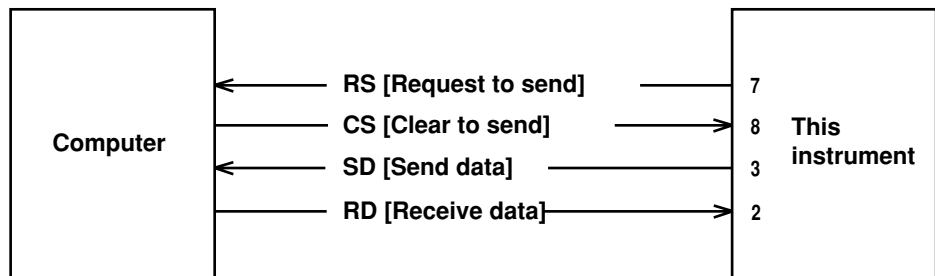 RS [Request to send] 7
CS [Clear to send] 8
Computer
This
instrument
SD [Send data] 3
RD [Receive data] 2